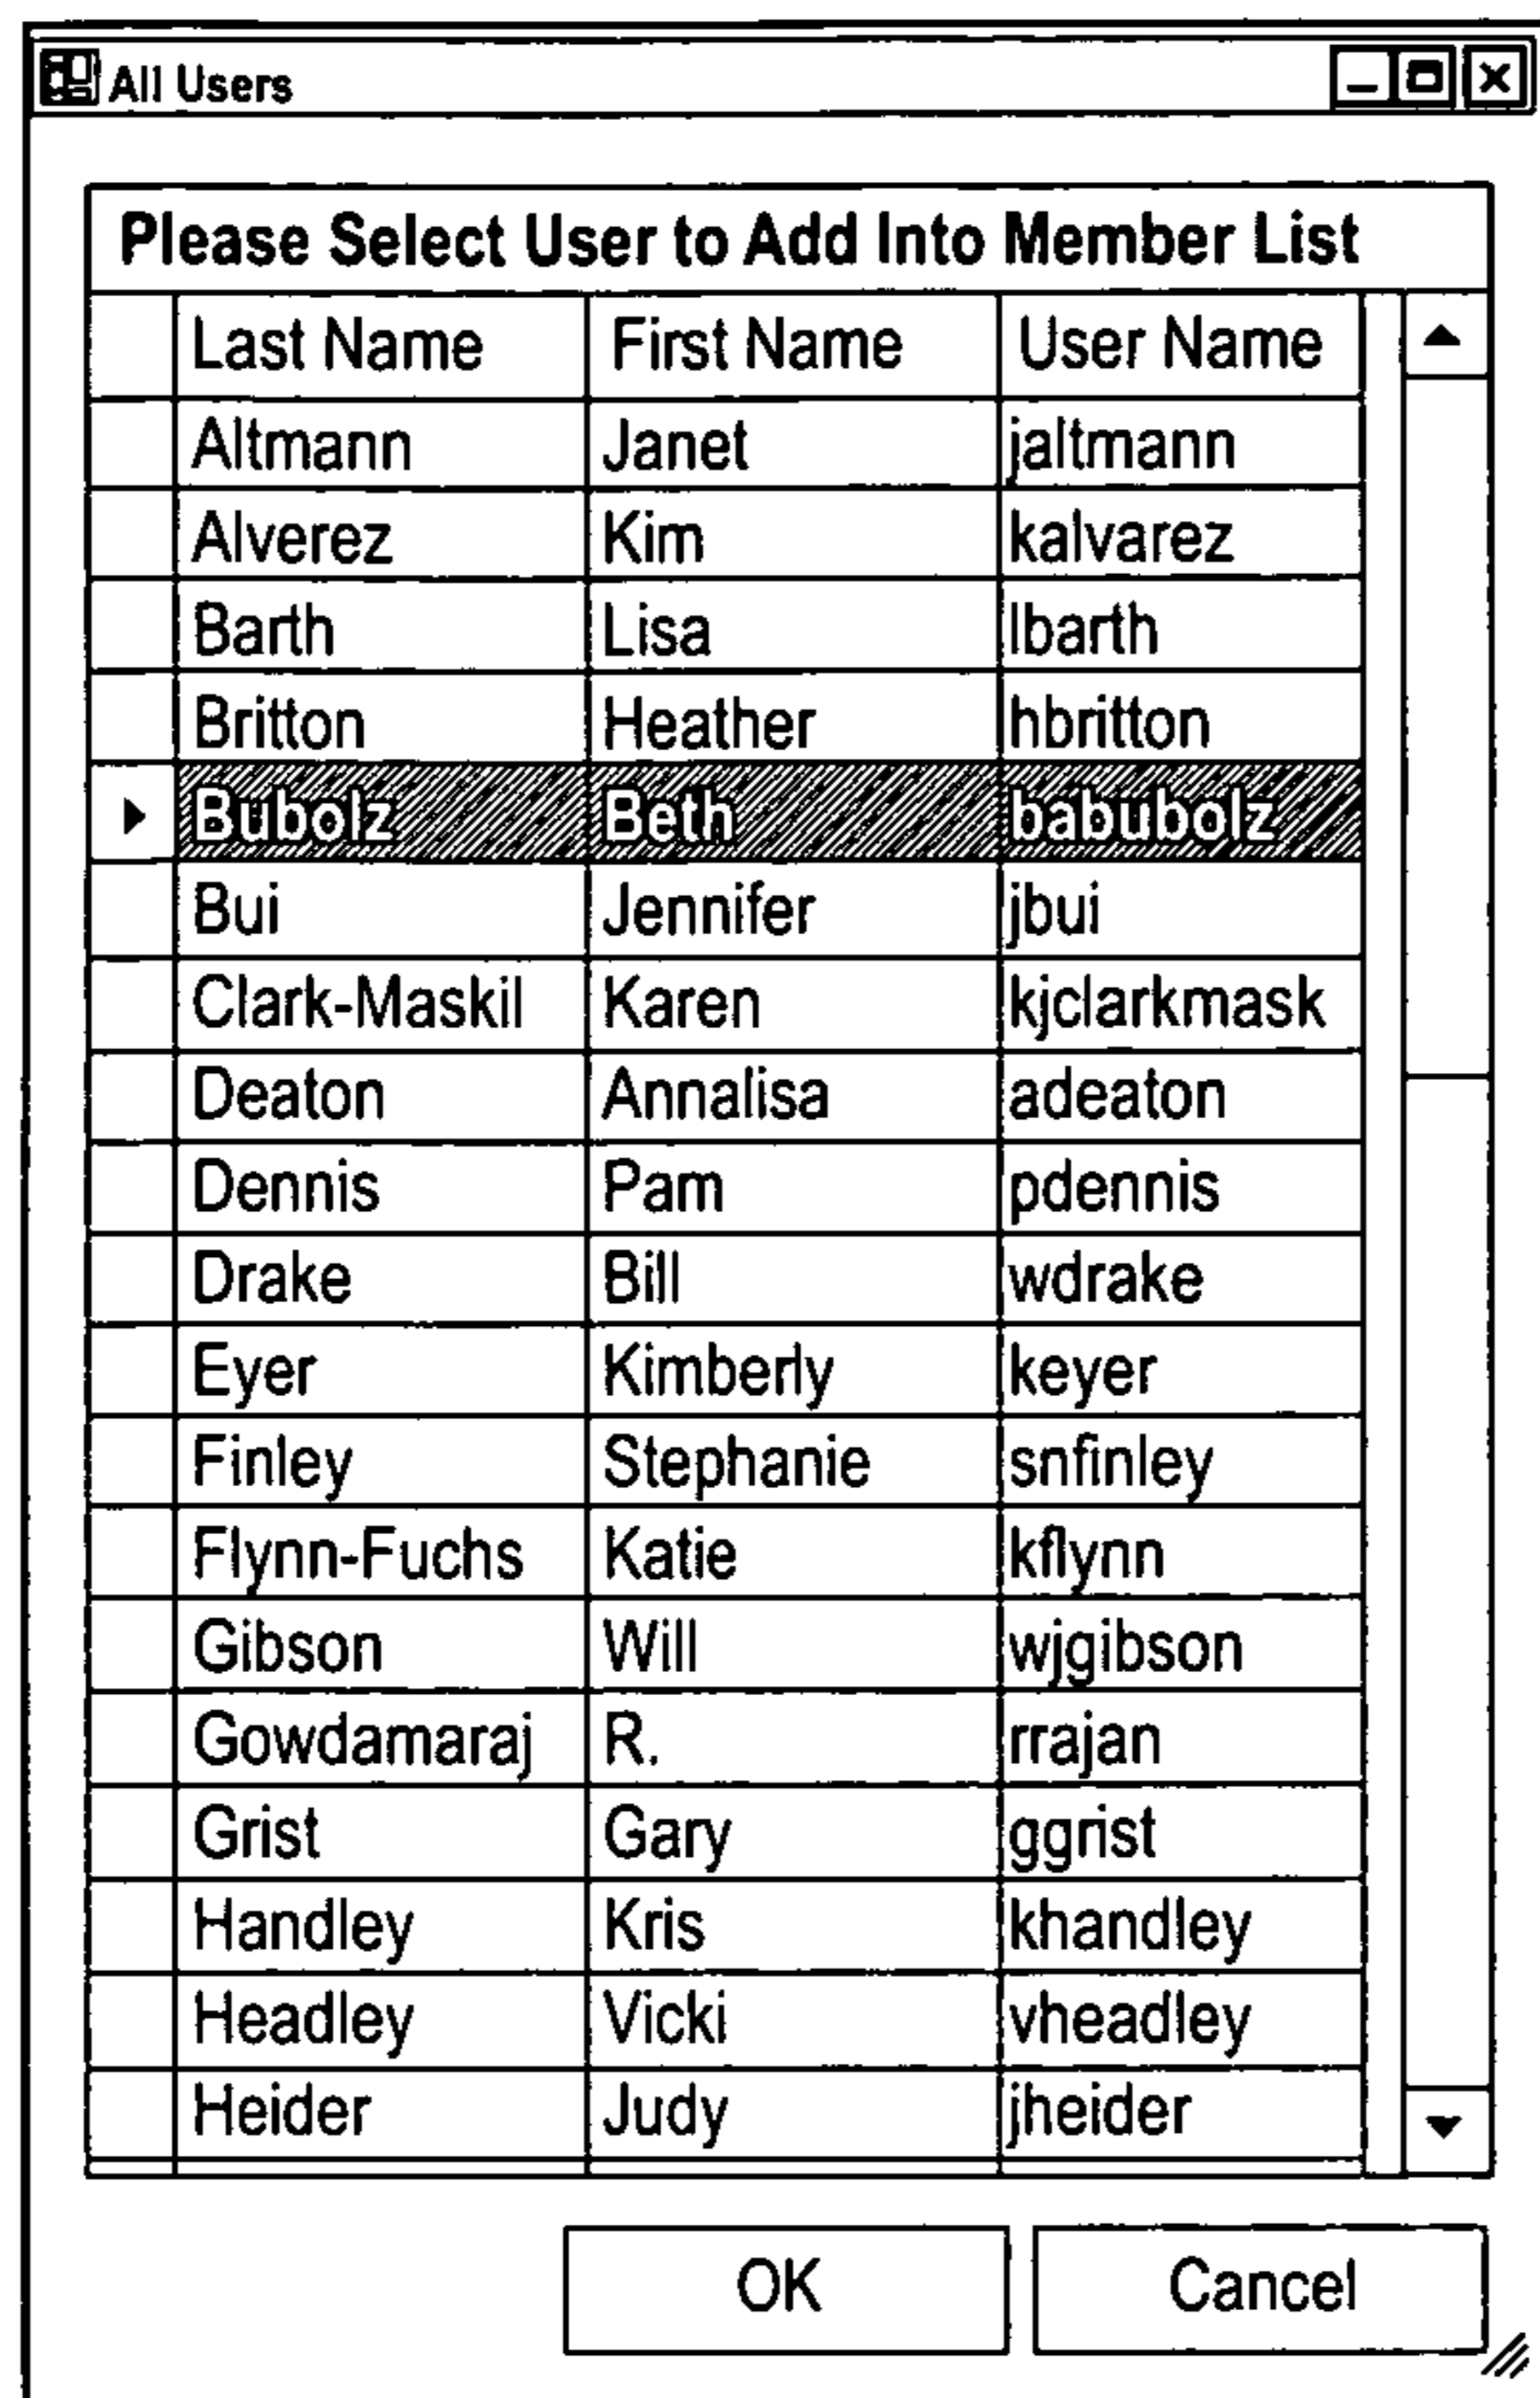 All Users
Please Select User to Add Into Member List
Last Name First Name User Name
Altmann Janet jaltmann
Alverez Kim kalvarez
Barth Lisa lbarth
Britton Heather hbritton
Bubolz Beth babubolz
Bui Jennifer jbui
Clark-Maskil Karen kjclarkmask
Deaton Annalisa adeaton
Dennis Pam pdennis
Drake Bill wdrake
Eyer Kimberly keyer
Finley Stephanie snfinley
Flynn-Fuchs Katie kflynn
Gibson Will wjgibson
Gowdamaraj R. rrajan
Grist Gary ggrist
Handley Kris khandley
Headley Vicki vheadley
Heider Judy jheider
OK Cancel